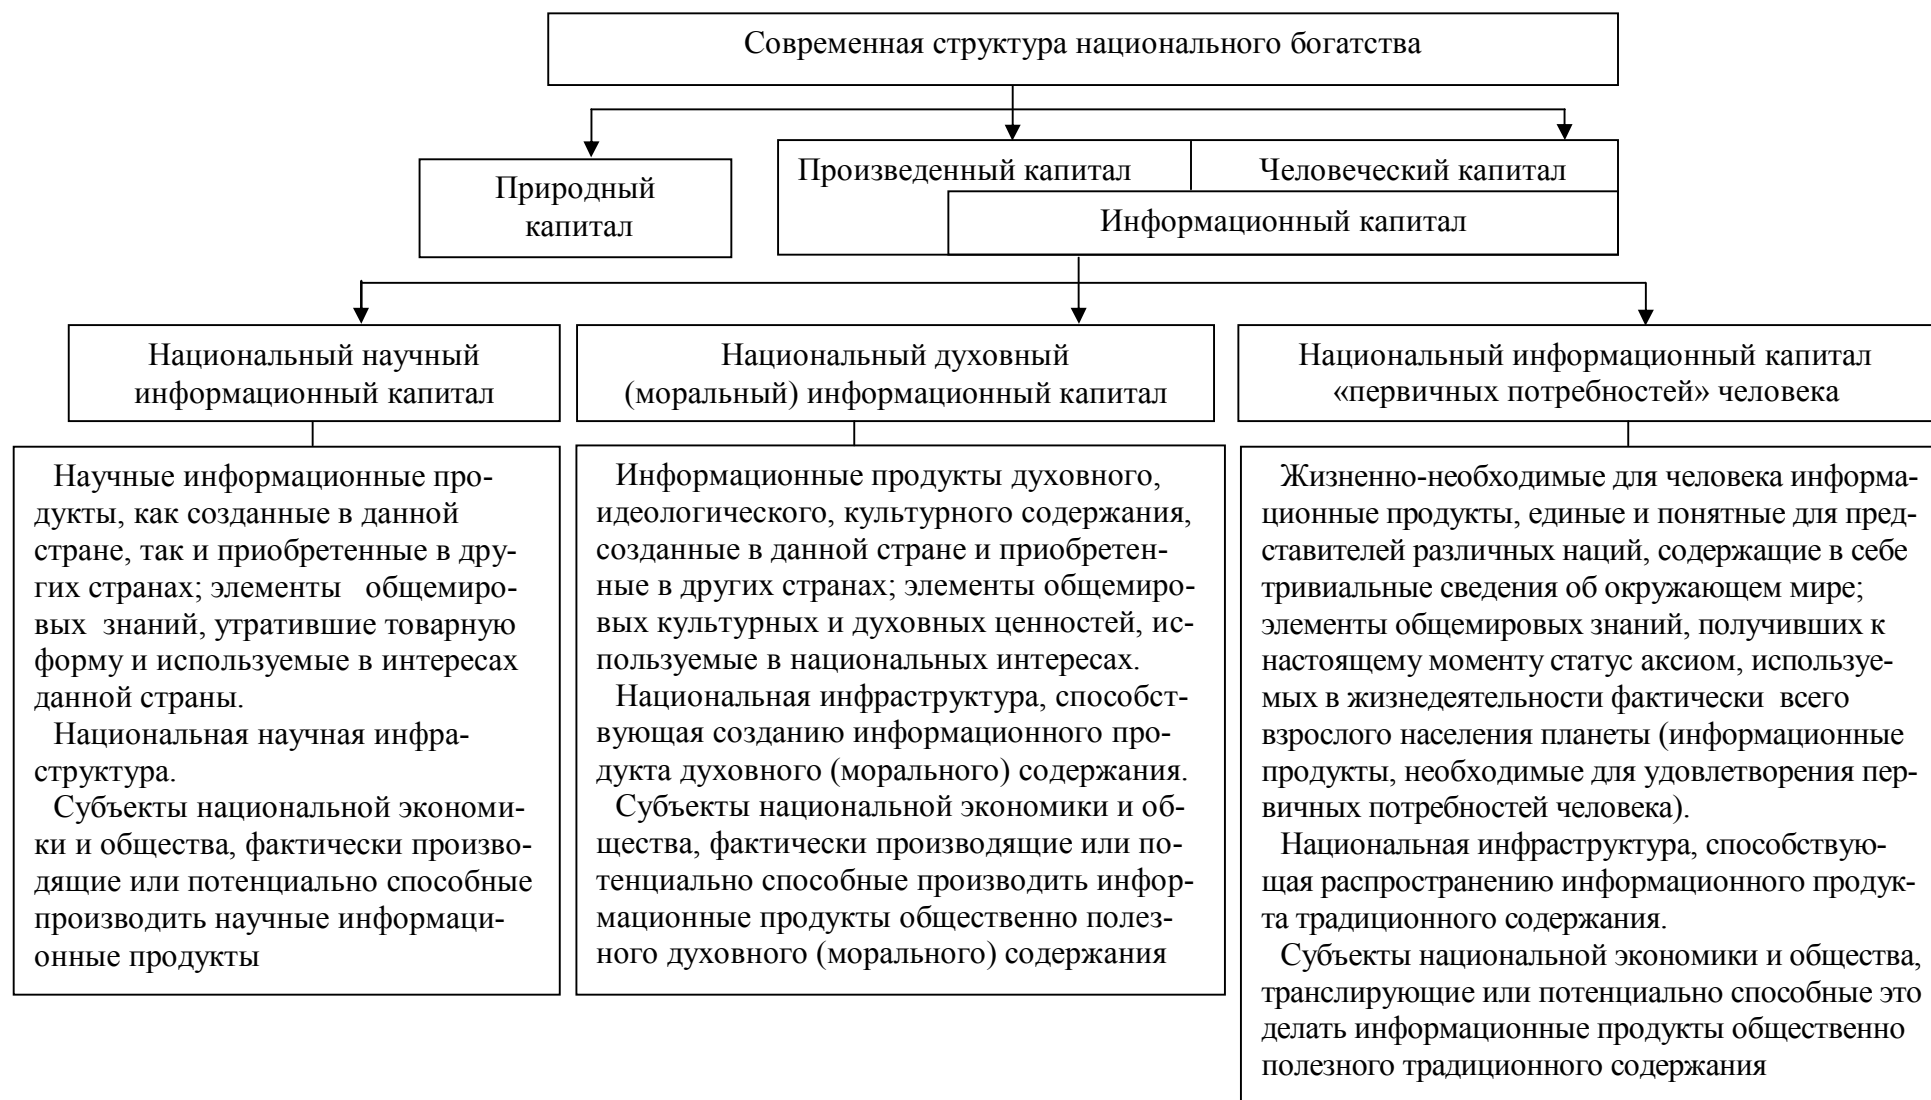 Современная структура национального богатства
Природный
капитал
Произведенный капитал
Человеческий капитал
Информационный капитал
Национальный научный
информационный капитал
Национальный духовный
(моральный) информационный капитал
Национальный информационный капитал
«первичных потребностей» человека
Научные информационные про-
дукты, как созданные в данной
стране, так и приобретенные в дру-
гих странах; элементы общемиро-
вых знаний, утратившие товарную
форму и используемые в интересах
данной страны.
Национальная научная инфра-
структура.
Субъекты национальной экономи-
ки и общества, фактически произво-
дящие или потенциально способные
производить научные информаци-
онные продукты
Информационные продукты духовного,
идеологического, культурного содержания,
созданные в данной стране и приобретен-
ные в других странах; элементы общемиро-
вых культурных и духовных ценностей, ис-
пользуемые в национальных интересах.
Национальная инфраструктура, способст-
вующая созданию информационного про-
дукта духовного (морального) содержания.
Субъекты национальной экономики и об-
щества, фактически производящие или по-
тенциально способные производить инфор-
мационные продукты общественно полез-
ного духовного (морального) содержания
Жизненно-необходимые для человека информа-
ционные продукты, единые и понятные для пред-
ставителей различных наций, содержащие в себе
тривиальные сведения об окружающем мире;
элементы общемировых знаний, получивших к
настоящему моменту статус аксиом, используе-
мых в жизнедеятельности фактически всего
взрослого населения планеты (информационные
продукты, необходимые для удовлетворения пер-
вичных потребностей человека).
Национальная инфраструктура, способствую-
щая распространению информационного продук-
та традиционного содержания.
Субъекты национальной экономики и общества,
транслирующие или потенциально способные это
делать информационные продукты общественно
полезного традиционного содержания